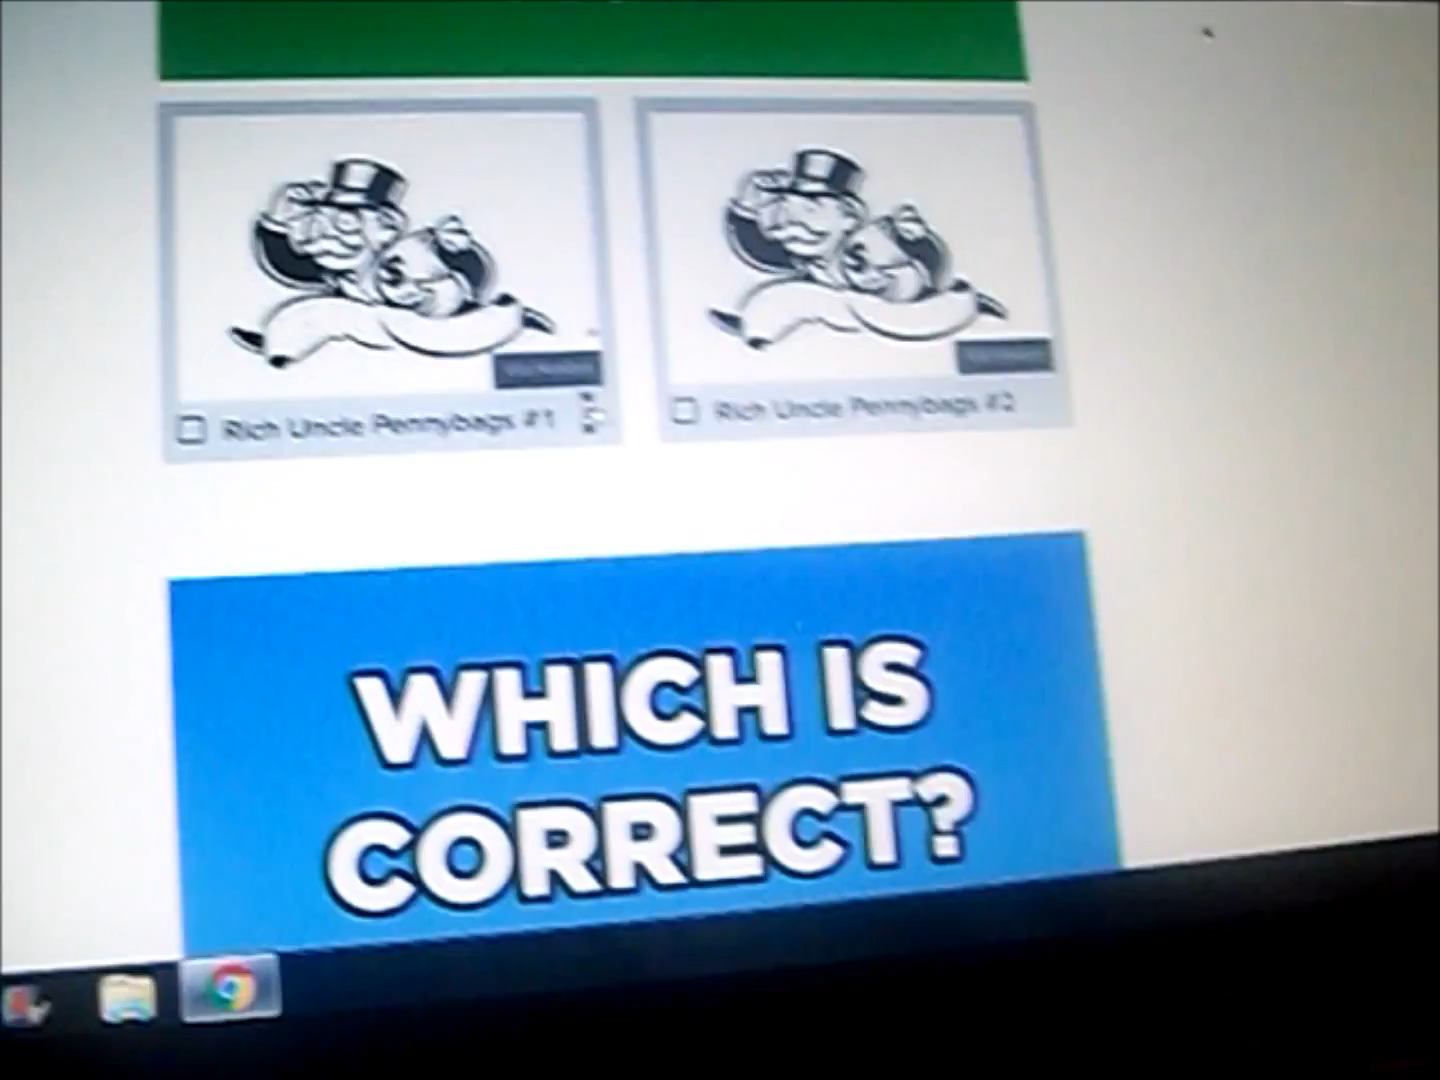 $
$
Rich Uncle Pennybags #1
Rich Uncle Pennybags #2
WHICH IS
CORRECT?